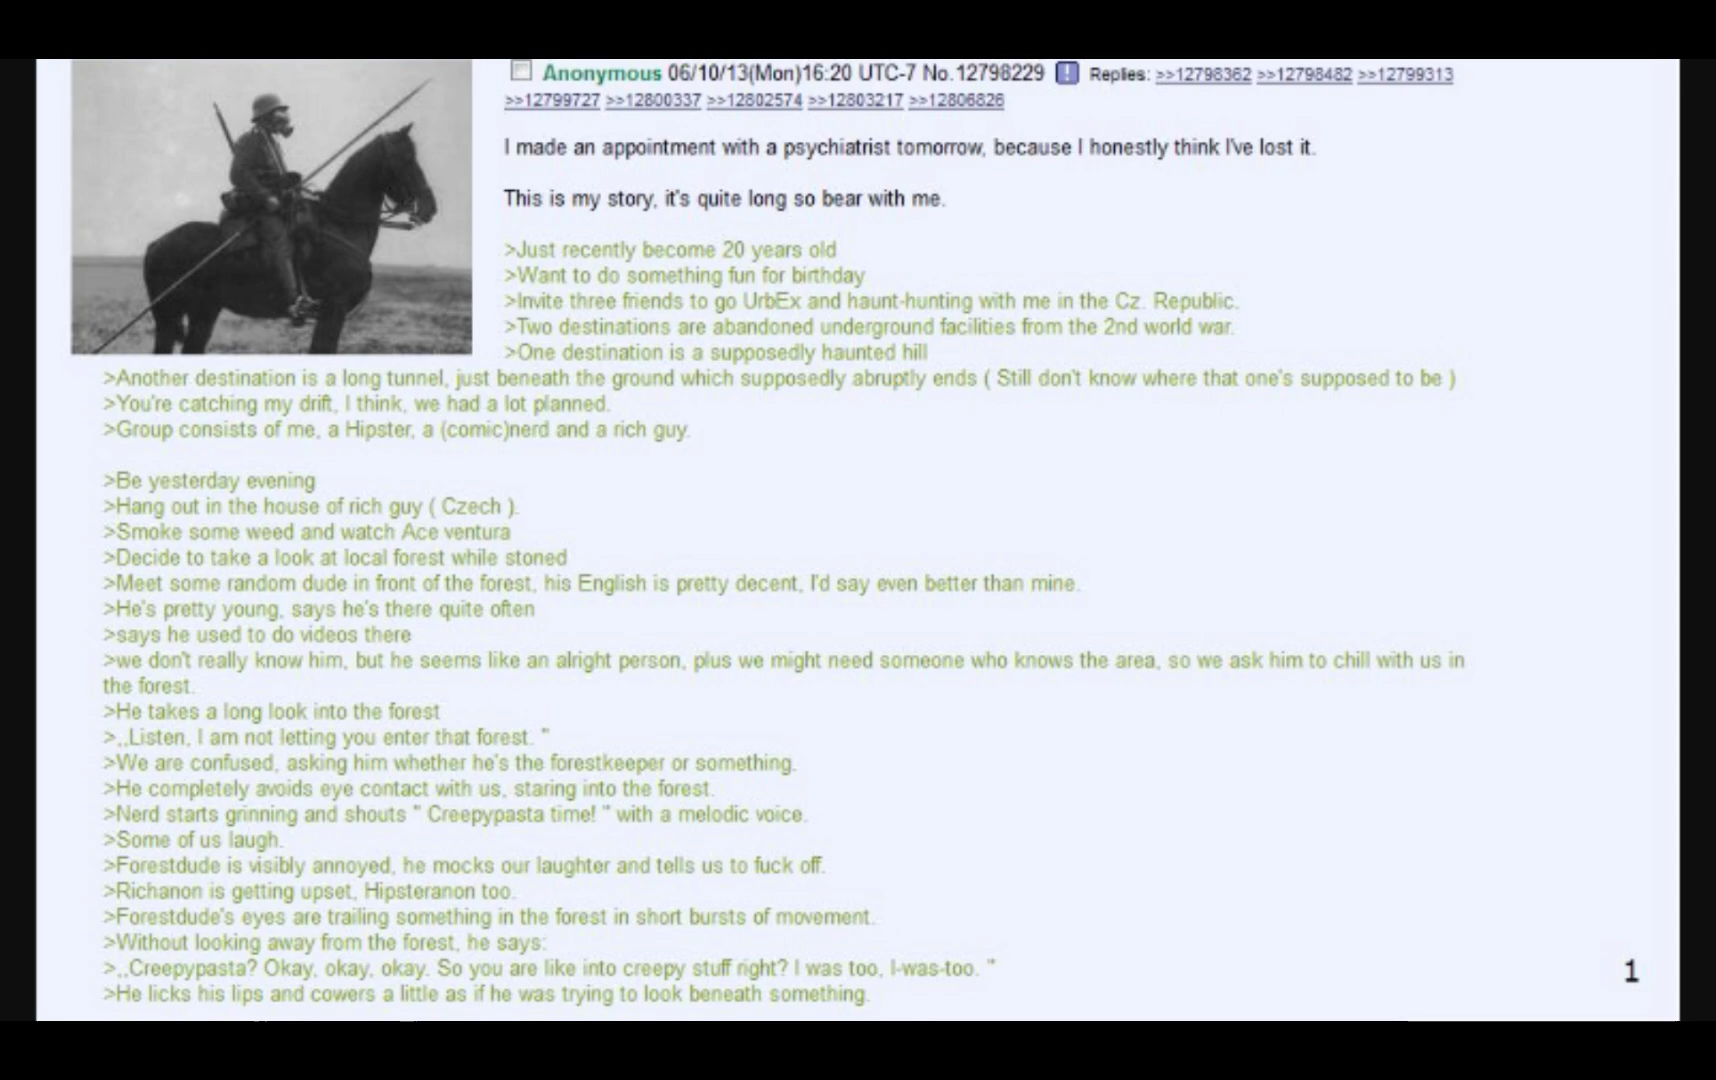 Anonymous 06/10/13(Mon)16:20 UTC-7 No.12798229 ! Replies: >>12798362 >>12798482 >>12799313
>>12799727 >>12800337 >>12802574 >>12803217 >>12806826
I made an appointment with a psychiatrist tomorrow, because I honestly think I've lost it.
This is my story, it's quite long so bear with me.
>Just recently become 20 years old
>Want to do something fun for birthday
>Invite three friends to go UrbEx and haunt-hunting with me in the Cz. Republic.
>Two destinations are abandoned underground facilities from the 2nd world war.
>One destination is a supposedly haunted hill
>Another destination is a long tunnel, just beneath the ground which supposedly abruptly ends ( Still don't know where that one's supposed to be )
>You're catching my drift, I think, we had a lot planned.
>Group consists of me, a Hipster, a (comic)nerd and a rich guy.
>Be yesterday evening
>Hang out in the house of rich guy ( Czech ).
>Smoke some weed and watch Ace ventura
>Decide to take a look at local forest while stoned
>Meet some random dude in front of the forest, his English is pretty decent, I'd say even better than mine.
>He's pretty young, says he's there quite often
>says he used to do videos there
>we don't really know him, but he seems like an alright person, plus we might need someone who knows the area, so we ask him to chill with us in
the forest.
>He takes a long look into the forest
>,,Listen, I am not letting you enter that forest. "
>We are confused, asking him whether he's the forestkeeper or something.
>He completely avoids eye contact with us, staring into the forest.
>Nerd starts grinning and shouts " Creepypasta time! " with a melodic voice.
>Some of us laugh.
>Forestdude is visibly annoyed, he mocks our laughter and tells us to fuck off.
>Richanon is getting upset, Hipsteranon too.
>Forestdude's eyes are trailing something in the forest in short bursts of movement.
>Without looking away from the forest, he says:
>,,Creepypasta? Okay, okay, okay. So you are like into creepy stuff right? I was too, I-was-too. "
>He licks his lips and cowers a little as if he was trying to look beneath something.
1